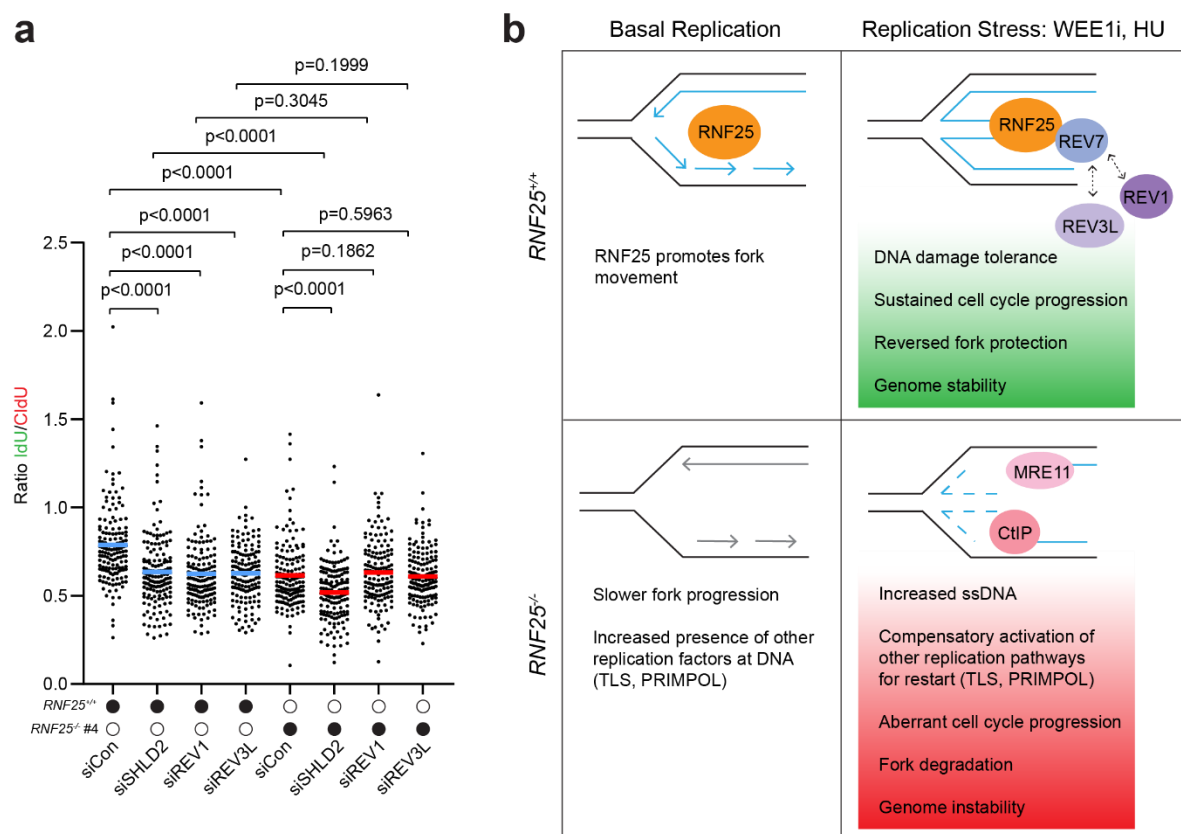 a
p=0.1999
p=0.3045
p<0.0001
p<0.0001
p<0.0001
p=0.5963
p<0.0001
p=0.1862
p<0.0001
p<0.0001
2.5
2.0
1.5
1.0
0.5
0.0
Ratio IdU/CldU
RNF25+/+
RNF25-/- #4
siCon
siSHLD2
siREV1
siREV3L
siCon
siSHLD2
siREV1
siREV3L
b
Basal Replication
Replication Stress: WEE1i, HU
RNF25+/+
RNF25
RNF25 promotes fork
movement
RNF25
REV7
REV1
REV3L
DNA damage tolerance
Sustained cell cycle progression
Reversed fork protection
Genome stability
RNF25-/-
Slower fork progression
Increased presence of other
replication factors at DNA
(TLS, PRIMPOL)
MRE11
CtIP
Increased ssDNA
Compensatory activation of
other replication pathways
for restart (TLS, PRIMPOL)
Aberrant cell cycle progression
Fork degradation
Genome instability